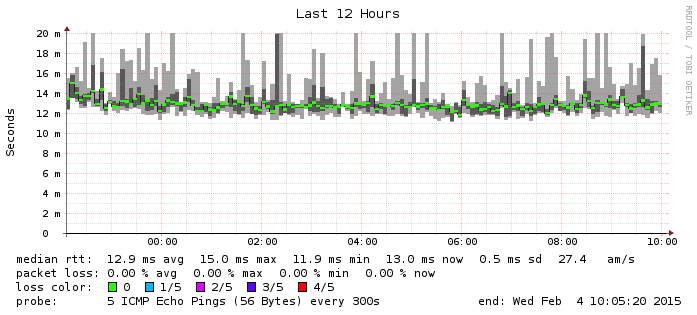 Last 12 Hours
RRDTOOL / TOBI OETIKER
Seconds
20 m
18 m
16 m
14 m
12 m
10 m
8 m
6 m
4 m
2 m
0
00:00 02:00 04:00 06:00 08:00 10:00
median rtt: 12.9 ms avg 15.0 ms max 11.9 ms min 13.0 ms now 0.5 ms sd 27.4 am/s
packet loss: 0.00 % avg 0.00 % max 0.00 % min 0.00 % now
loss color: 0 1/5 2/5 3/5 4/5
probe: 5 ICMP Echo Pings (56 Bytes) every 300s end: Wed Feb 4 10:05:20 2015